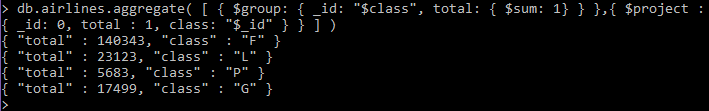 > db.airlines.aggregate( [ { $group: { _id: "$class", total: { $sum: 1} } },{ $project :
{ _id: 0, total : 1, class: "$_id" } } ] )
{ "total" : 140343, "class" : "F" }
{ "total" : 23123, "class" : "L" }
{ "total" : 5683, "class" : "P" }
{ "total" : 17499, "class" : "G" }
>